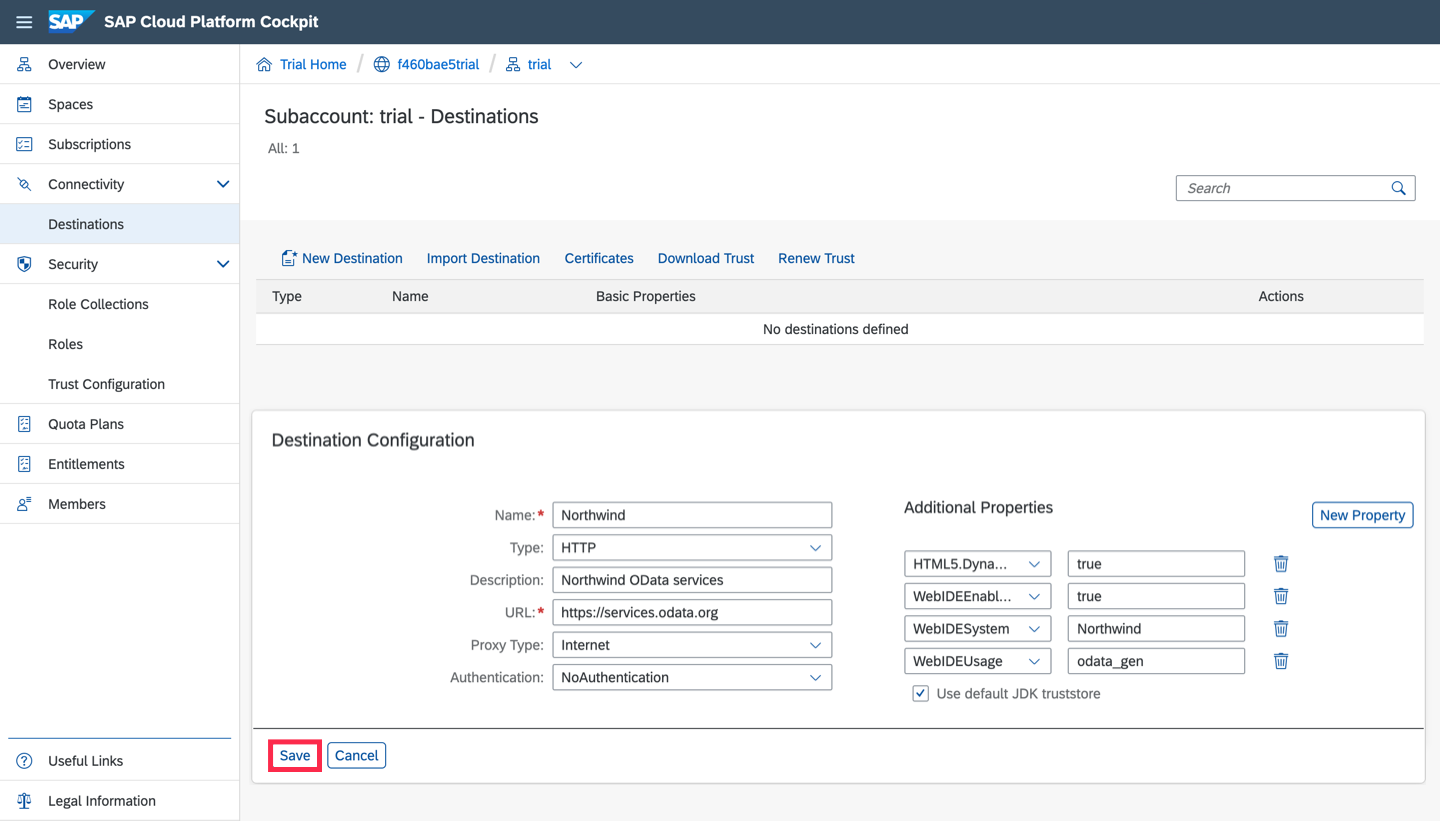 SAP SAP Cloud Platform Cockpit
Overview
Spaces
Subscriptions
Connectivity
Destinations
Security
Role Collections
Roles
Trust Configuration
Quota Plans
Entitlements
Members
Useful Links
Legal Information
Trial Home / f460bae5trial / trial
Subaccount: trial - Destinations
All: 1
Search
New Destination Import Destination Certificates Download Trust Renew Trust
Type Name Basic Properties Actions
No destinations defined
Destination Configuration
Name:* Northwind
Type: HTTP
Description: Northwind OData services
URL:* https://services.odata.org
Proxy Type: Internet
Authentication: NoAuthentication
Additional Properties New Property
HTML5.Dyna... true
WebIDEEnabl... true
WebIDESystem Northwind
WebIDEUsage odata_gen
Use default JDK truststore
Save Cancel